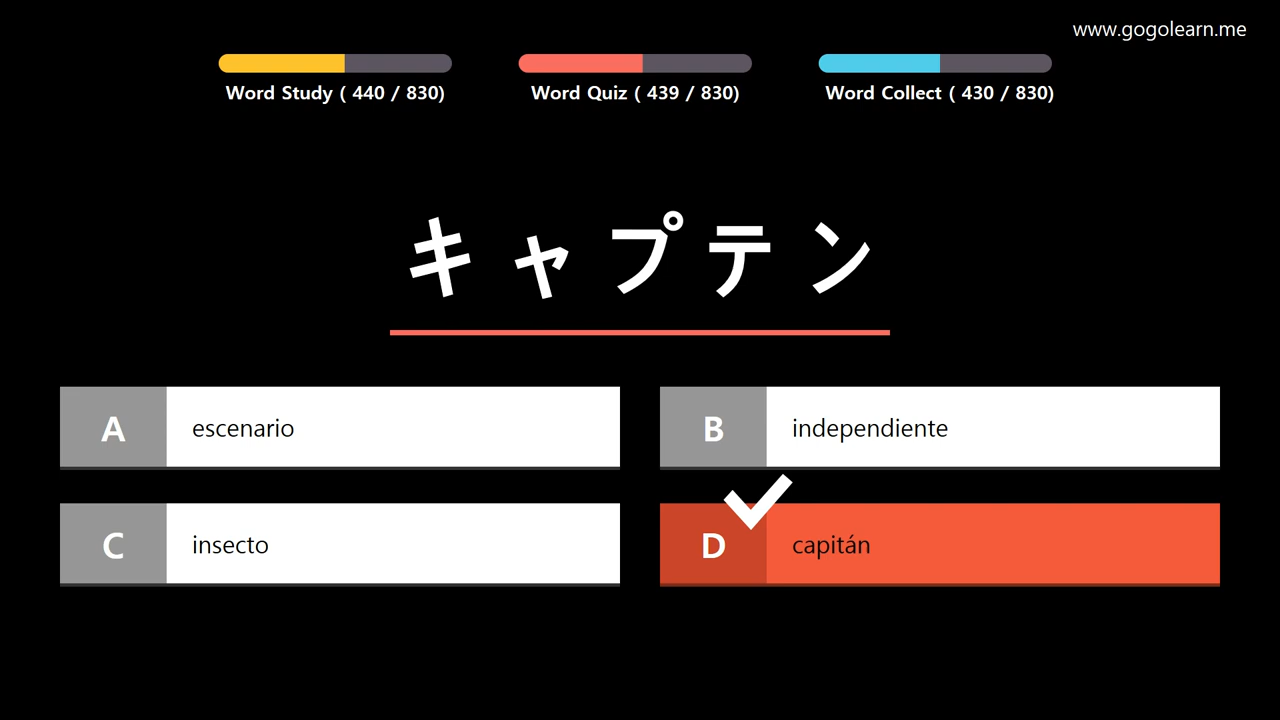 www.gogolearn.me
Word Study ( 440 / 830)
Word Quiz ( 439 / 830)
Word Collect ( 430 / 830)
キャプテン
A escenario
B independiente
C insecto
D capitán